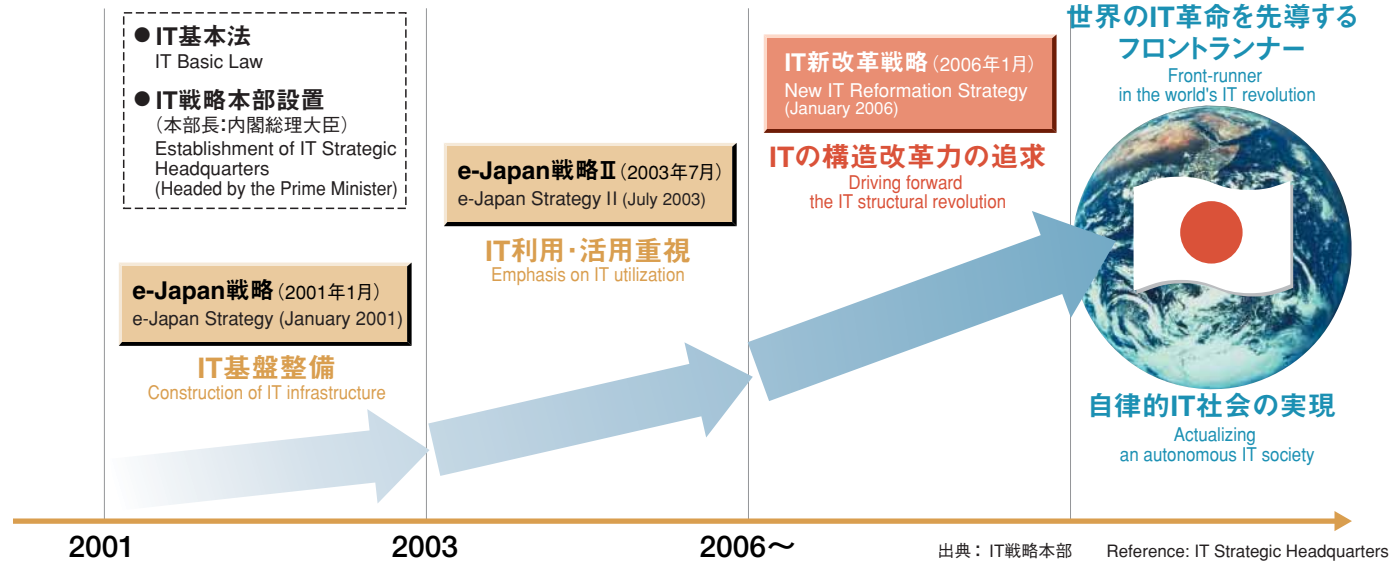 ●IT基本法
IT Basic Law
●IT戦略本部設置
（本部長:内閣総理大臣）
Establishment of IT Strategic
Headquarters
(Headed by the Prime Minister)
e-Japan戦略（2001年1月）
e-Japan Strategy (January 2001)
IT基盤整備
Construction of IT infrastructure
e-Japan戦略Ⅱ（2003年7月）
e-Japan Strategy II (July 2003)
IT利用・活用重視
Emphasis on IT utilization
IT新改革戦略（2006年1月）
New IT Reformation Strategy
(January 2006)
ITの構造改革力の追求
Driving forward
the IT structural revolution
世界のIT革命を先導する
フロントランナー
Front-runner
in the world's IT revolution
自律的IT社会の実現
Actualizing
an autonomous IT society
2001
2003
2006〜
出典： IT戦略本部 Reference: IT Strategic Headquarters